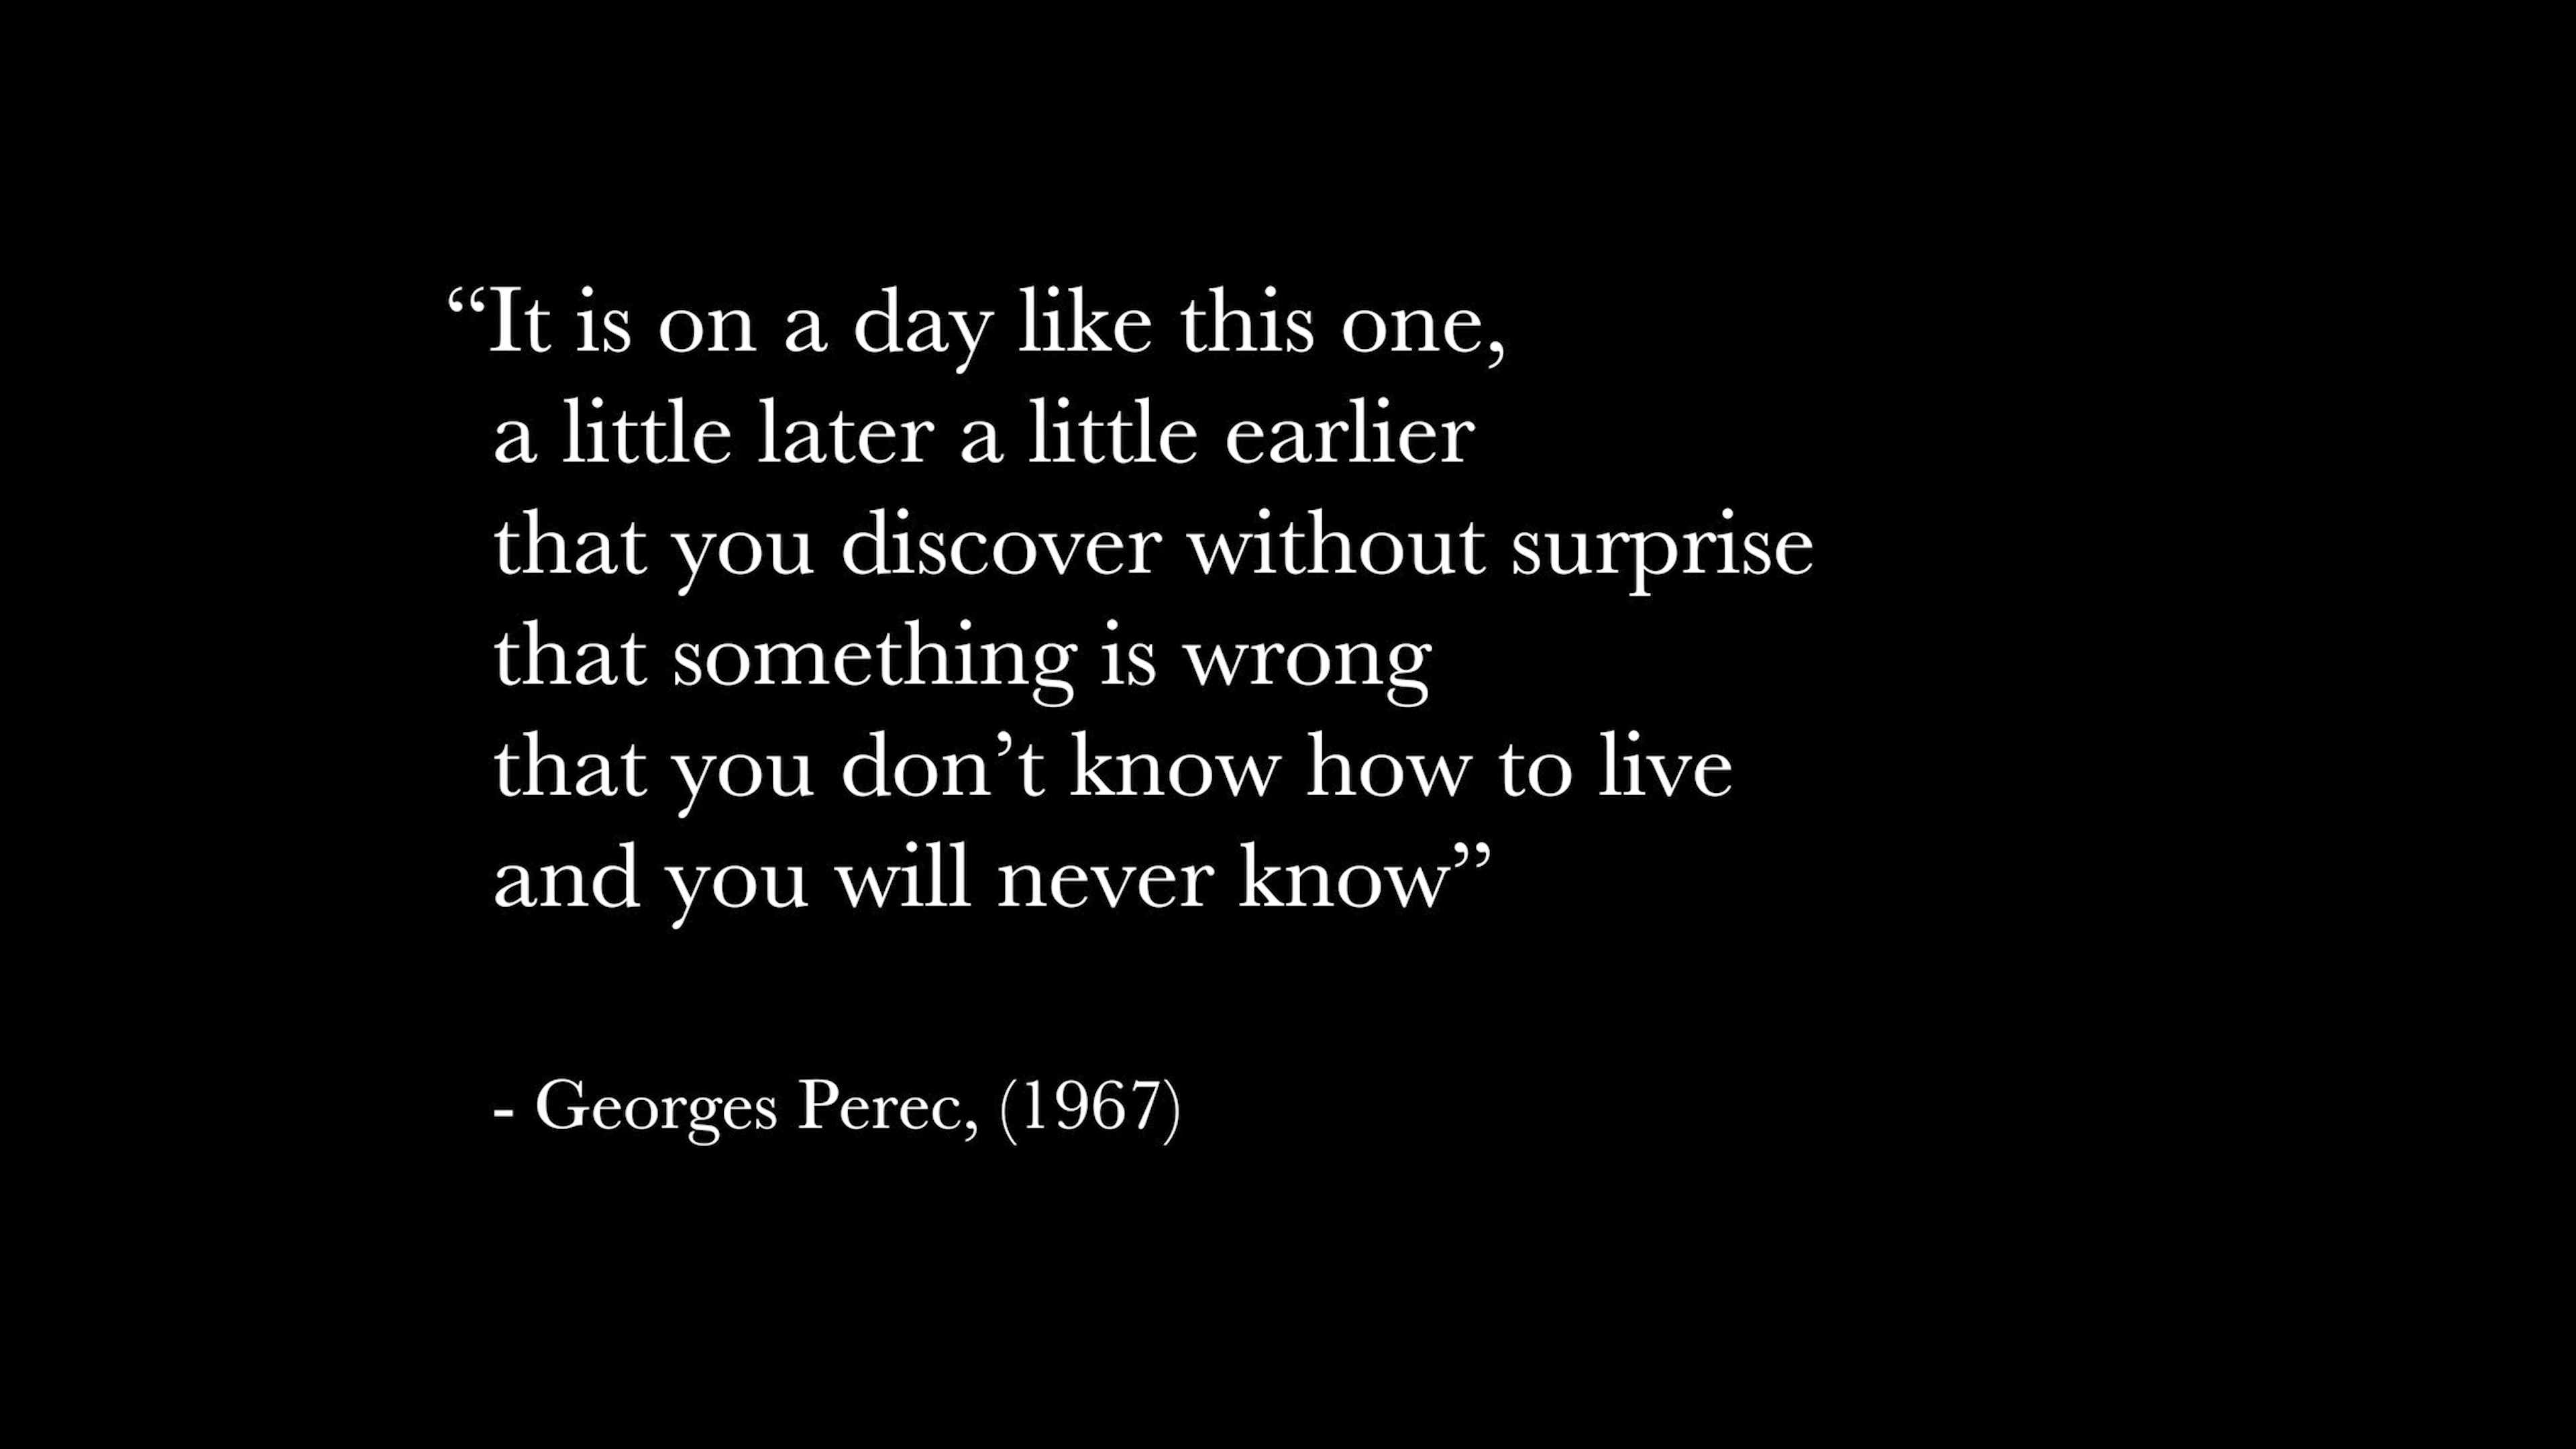 “It is on a day like this one,
a little later a little earlier
that you discover without surprise
that something is wrong
that you don’t know how to live
and you will never know”
- Georges Perec, (1967)